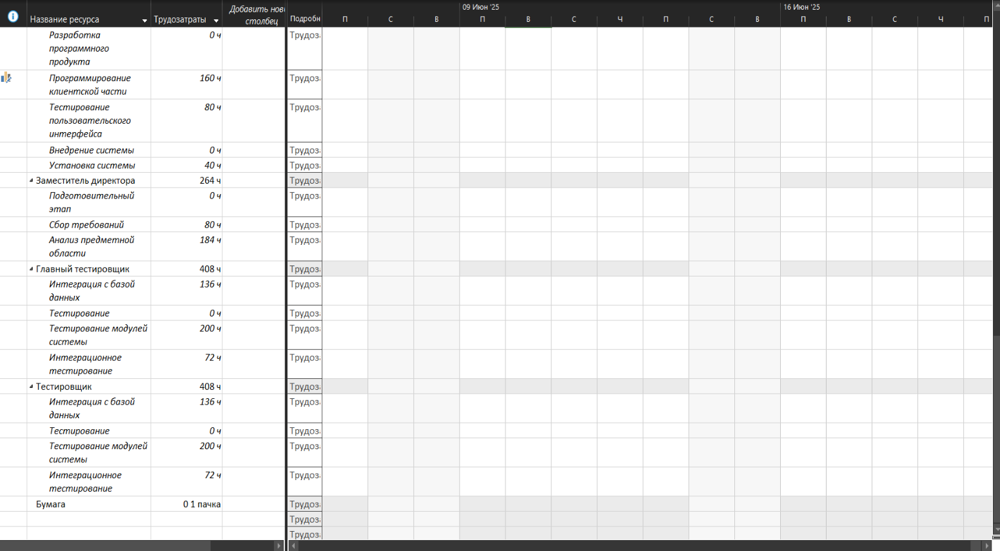 Добавить нов
09 Июн '25
16 Июн '25
Название ресурса
Трудозатраты
столбец
Подробн
П С В П В С Ч П С В П В С Ч П
Разработка 0 ч Трудоз
программного
продукта
Программирование 160 ч Трудоз
клиентской части
Тестирование 80 ч Трудоз
пользовательского
интерфейса
Внедрение системы 0 ч Трудоз
Установка системы 40 ч Трудоз
Заместитель директора 264 ч Трудоз
Подготовительный 0 ч Трудоз
этап
Сбор требований 80 ч Трудоз
Анализ предметной 184 ч Трудоз
области
Главный тестировщик 408 ч Трудоз
Интеграция с базой 136 ч Трудоз
данных
Тестирование 0 ч Трудоз
Тестирование модулей 200 ч Трудоз
системы
Интеграционное 72 ч Трудоз
тестирование
Тестировщик 408 ч Трудоз
Интеграция с базой 136 ч Трудоз
данных
Тестирование 0 ч Трудоз
Тестирование модулей 200 ч Трудоз
системы
Интеграционное 72 ч Трудоз
тестирование
Бумага 0 1 пачка Трудоз
Трудоз
Трудоз